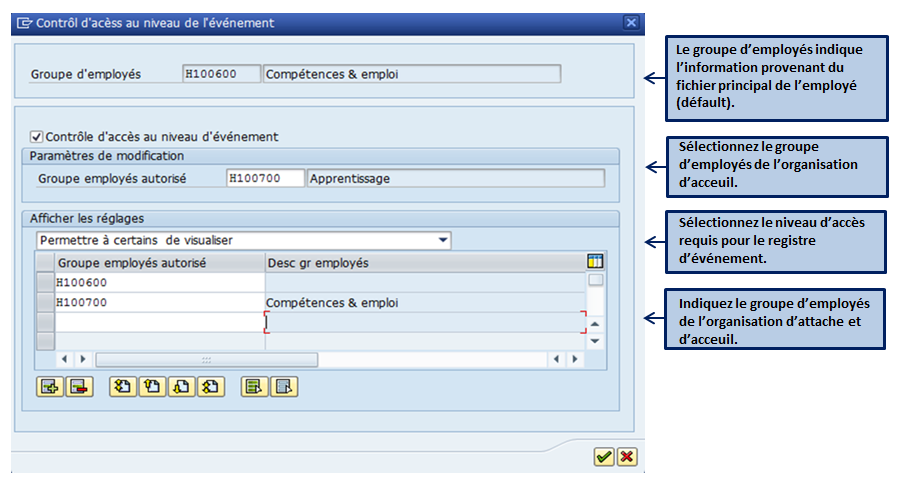 Contrôl d'acèss au niveau de l'événement
Groupe d'employés H100600 Compétences & emploi
Contrôle d'accès au niveau d'événement
Paramètres de modification
Groupe employés autorisé H100700 Apprentissage
Afficher les réglages
Permettre à certains de visualiser
Groupe employés autorisé Desc gr employés
H100600
H100700 Compétences & emploi
Le groupe d'employés indique
l'information provenant du
fichier principal de l'employé
(défault).
Sélectionnez le groupe
d'employés de l'organisation
d'acceuil.
Sélectionnez le niveau d'accès
requis pour le registre
d'événement.
Indiquez le groupe d'employés
de l'organisation d'attache et
d'acceuil.